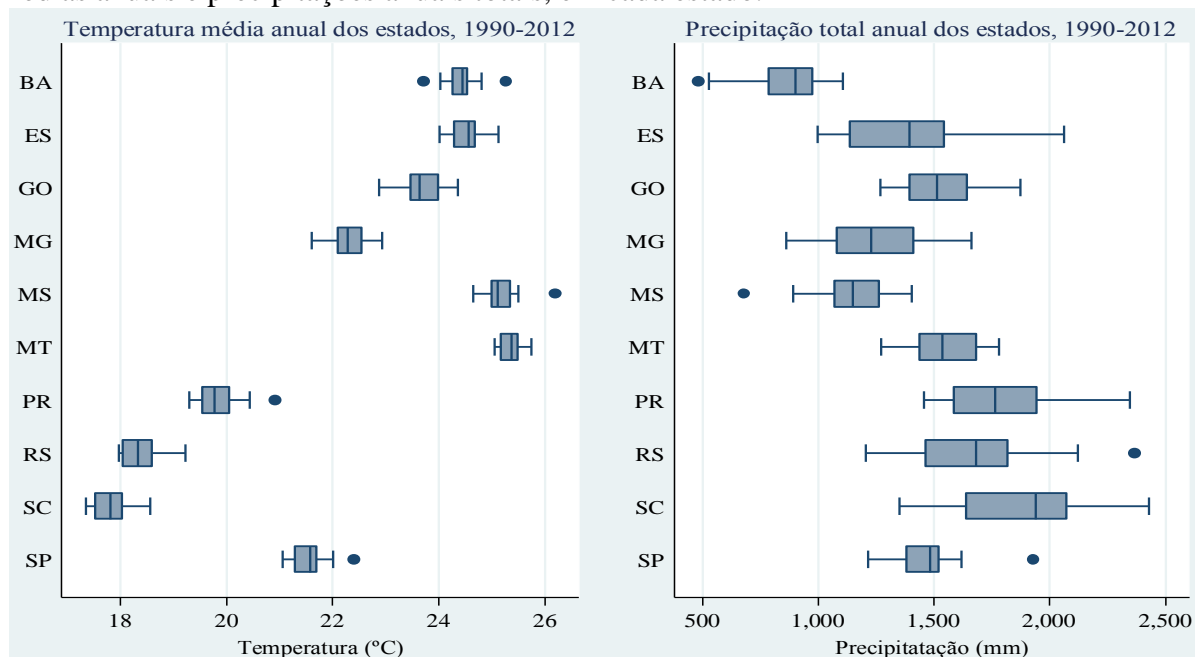 Temperatura média anual dos estados, 1990-2012
BA
ES
GO
MG
MS
MT
PR
RS
SC
SP
18 20 22 24 26
Temperatura (ºC)
Precipitação total anual dos estados, 1990-2012
BA
ES
GO
MG
MS
MT
PR
RS
SC
SP
500 1,000 1,500 2,000 2,500
Precipitatação (mm)